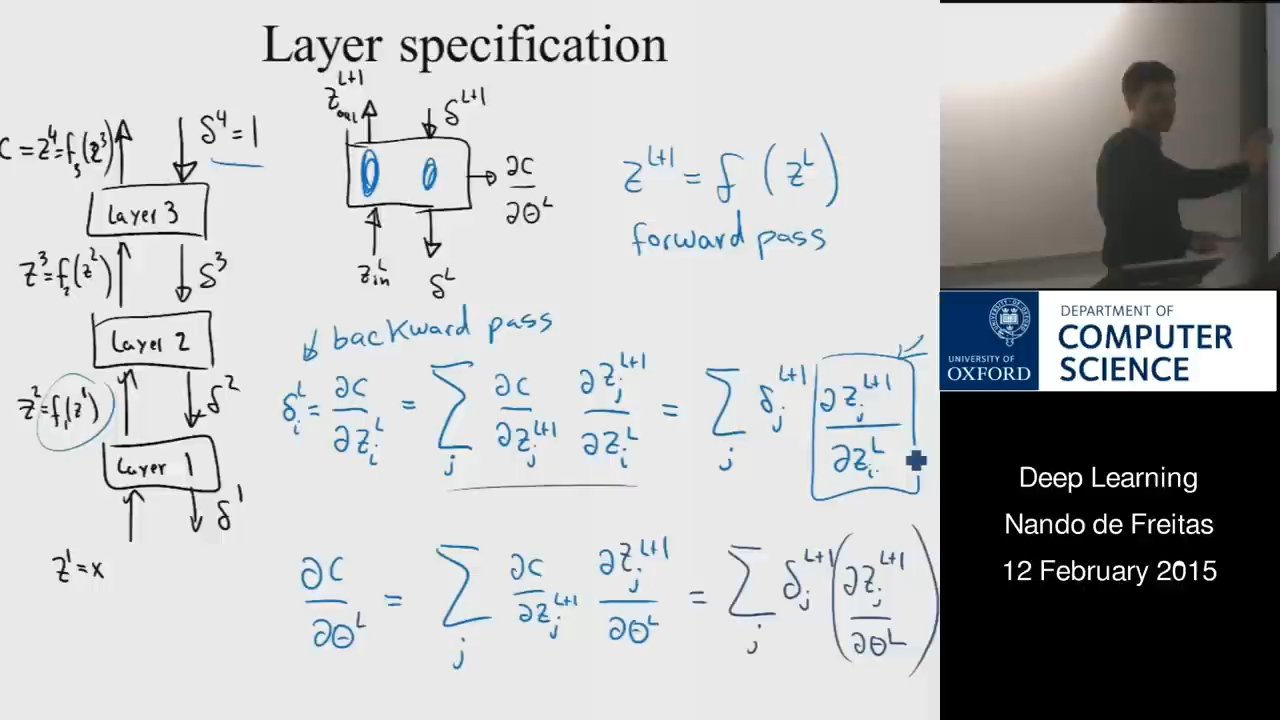 Layer specification
C = z⁴ = f₃(z³)
δ⁴ = 1
Layer 3
z³ = f₂(z²)
δ³
Layer 2
z² = f₁(z¹)
δ²
Layer 1
δ¹
z¹ = x
z^{L+1}
δ^{L+1}
∂C/∂θ^L
z_in^L
δ^L
z^{L+1} = f(z^L)
forward pass
backward pass
δ_i^L = ∂C/∂z_i^L = Σ_j ∂C/∂z_j^{L+1} ∂z_j^{L+1}/∂z_i^L = Σ_j δ_j^{L+1} ∂z_j^{L+1}/∂z_i^L
∂C/∂θ^L = Σ_j ∂C/∂z_j^{L+1} ∂z_j^{L+1}/∂θ^L = Σ_j δ_j^{L+1} (∂z_j^{L+1}/∂θ^L)
UNIVERSITY OF
OXFORD
DEPARTMENT OF
COMPUTER
SCIENCE
Deep Learning
Nando de Freitas
12 February 2015